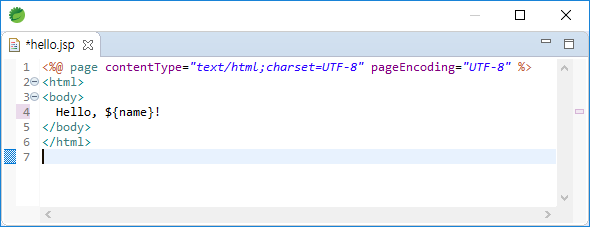 *hello.jsp
1 <%@ page contentType="text/html;charset=UTF-8" pageEncoding="UTF-8" %>
2 <html>
3 <body>
4   Hello, ${name}!
5 </body>
6 </html>
7